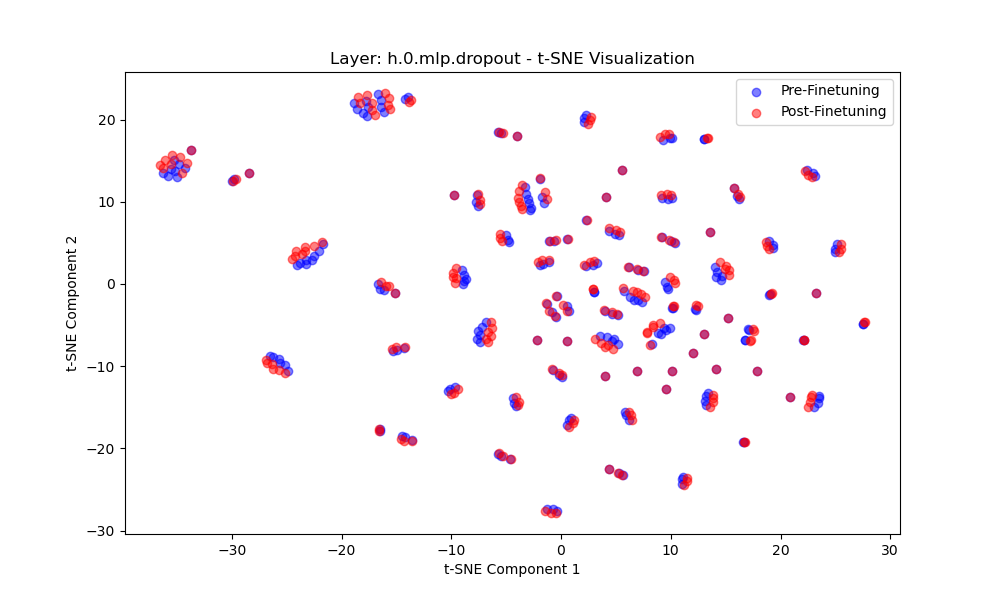 Layer: h.0.mlp.dropout - t-SNE Visualization
Pre-Finetuning
Post-Finetuning
20
10
0
−10
−20
−30
t-SNE Component 2
−30
−20
−10
0
10
20
30
t-SNE Component 1